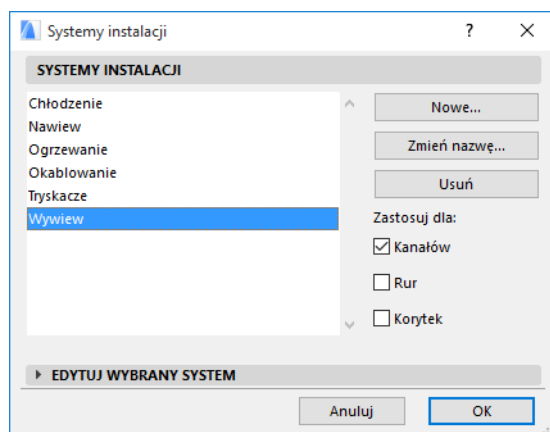 Systemy instalacji
SYSTEMY INSTALACJI
Chłodzenie
Nawiew
Ogrzewanie
Okablowanie
Tryskacze
Wywiew
Nowe...
Zmień nazwę...
Usuń
Zastosuj dla:
Kanałów
Rur
Korytek
EDYTUJ WYBRANY SYSTEM
Anuluj
OK